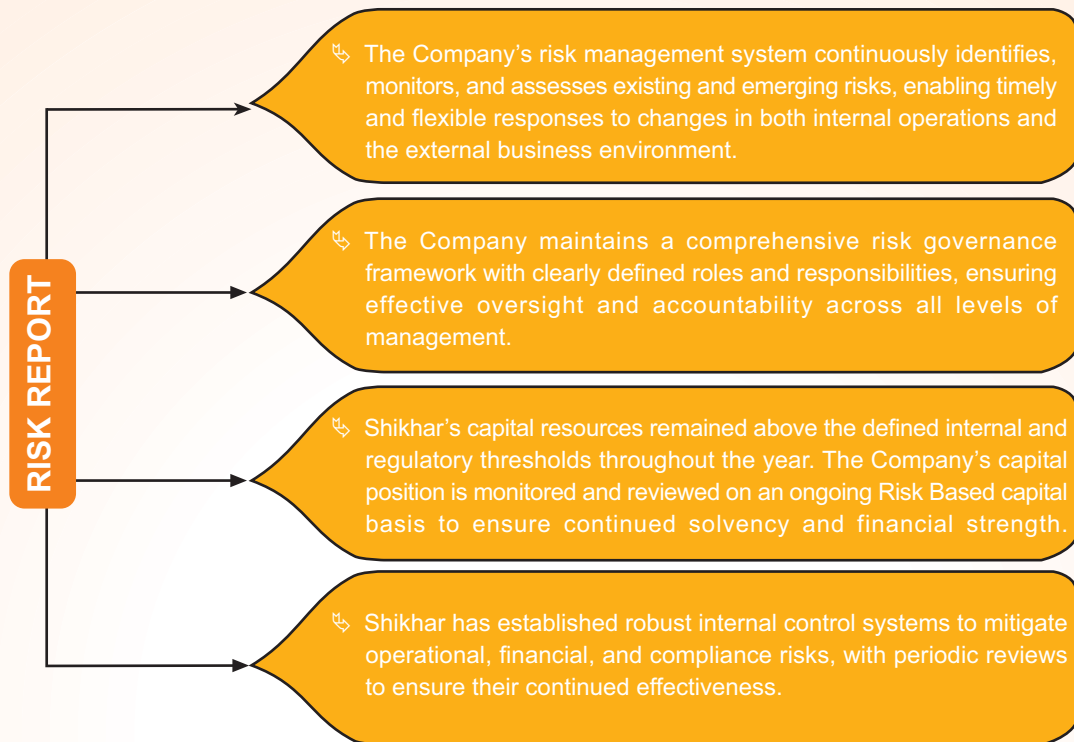 RISK REPORT
The Company's risk management system continuously identifies,
monitors, and assesses existing and emerging risks, enabling timely
and flexible responses to changes in both internal operations and
the external business environment.
The Company maintains a comprehensive risk governance
framework with clearly defined roles and responsibilities, ensuring
effective oversight and accountability across all levels of
management.
Shikhar's capital resources remained above the defined internal and
regulatory thresholds throughout the year. The Company's capital
position is monitored and reviewed on an ongoing Risk Based capital
basis to ensure continued solvency and financial strength.
Shikhar has established robust internal control systems to mitigate
operational, financial, and compliance risks, with periodic reviews
to ensure their continued effectiveness.